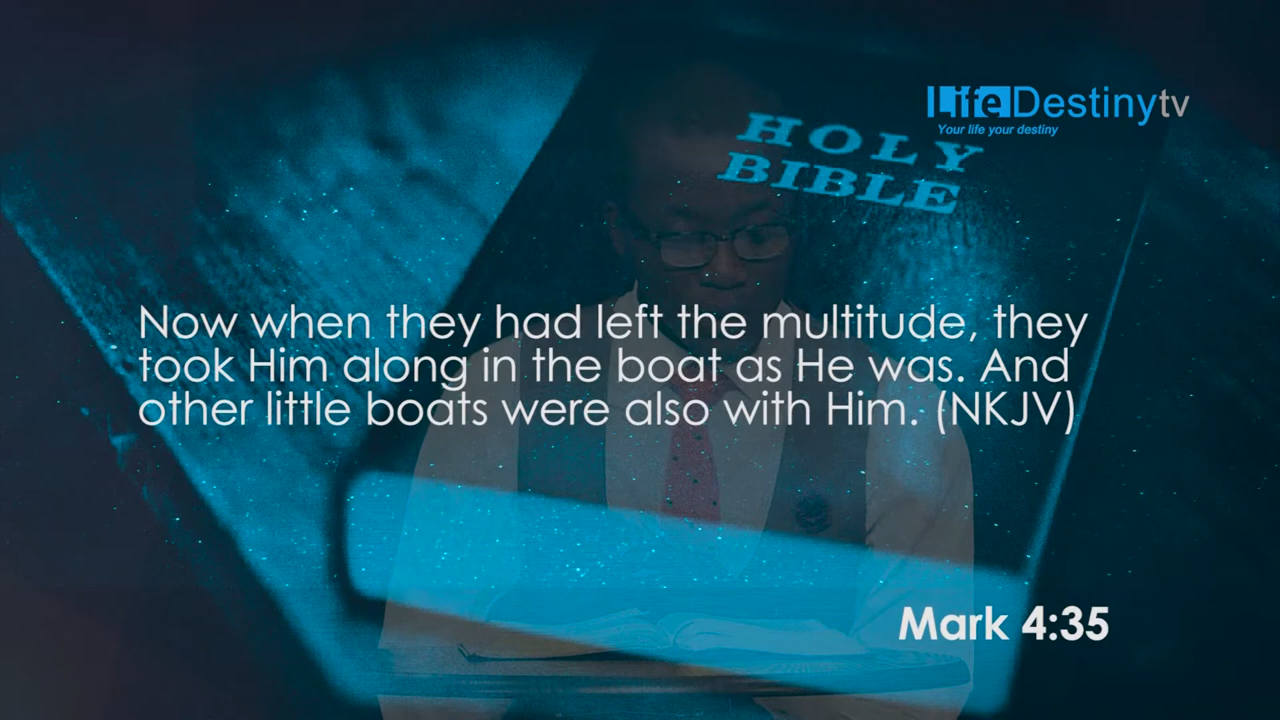 LifeDestinytv
Your life your destiny
HOLY
BIBLE
Now when they had left the multitude, they
took Him along in the boat as He was. And
other little boats were also with Him. (NKJV)
Mark 4:35